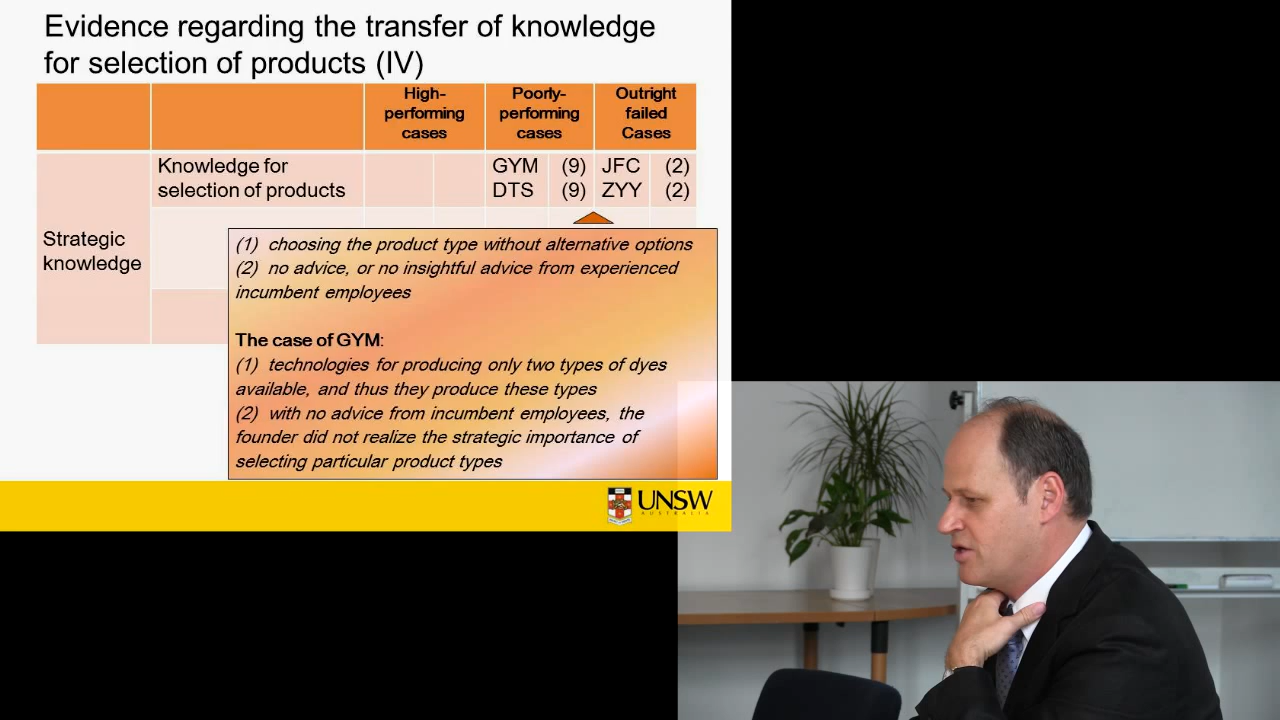 Evidence regarding the transfer of knowledge
for selection of products (IV)
High-
performing
cases
Poorly-
performing
cases
Outright
failed
Cases
Strategic
knowledge
Knowledge for
selection of products
GYM (9) JFC (2)
DTS (9) ZYY (2)
(1) choosing the product type without alternative options
(2) no advice, or no insightful advice from experienced
incumbent employees
The case of GYM:
(1) technologies for producing only two types of dyes
available, and thus they produce these types
(2) with no advice from incumbent employees, the
founder did not realize the strategic importance of
selecting particular product types
UNSW
AUSTRALIA